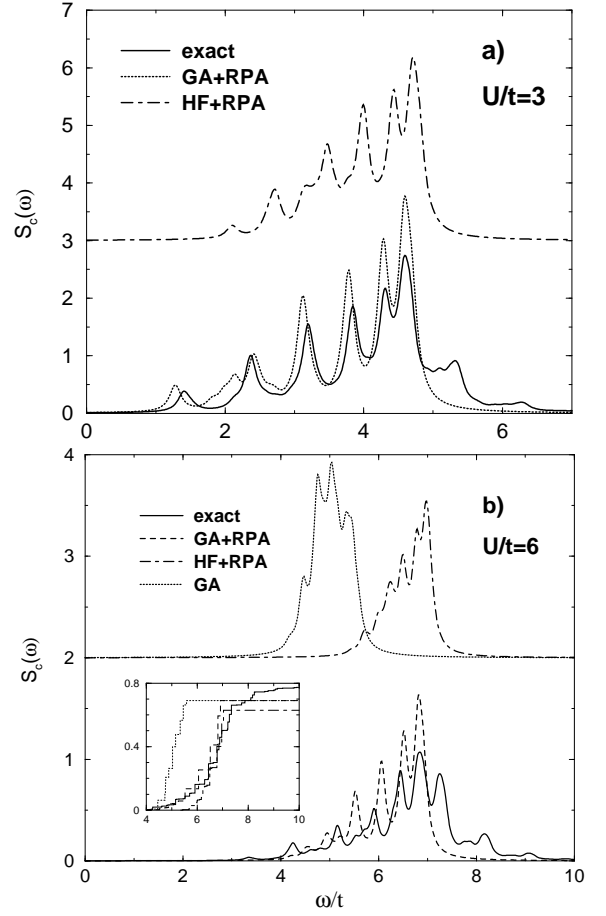 7
6
5
4
3
2
1
0
S_c(ω)
exact
GA+RPA
HF+RPA
a)
U/t=3
0 2 4 6
4
3
2
1
0
S_c(ω)
exact
GA+RPA
HF+RPA
GA
b)
U/t=6
0.8
0.4
0
4 6 8 10
0 2 4 6 8 10
ω/t